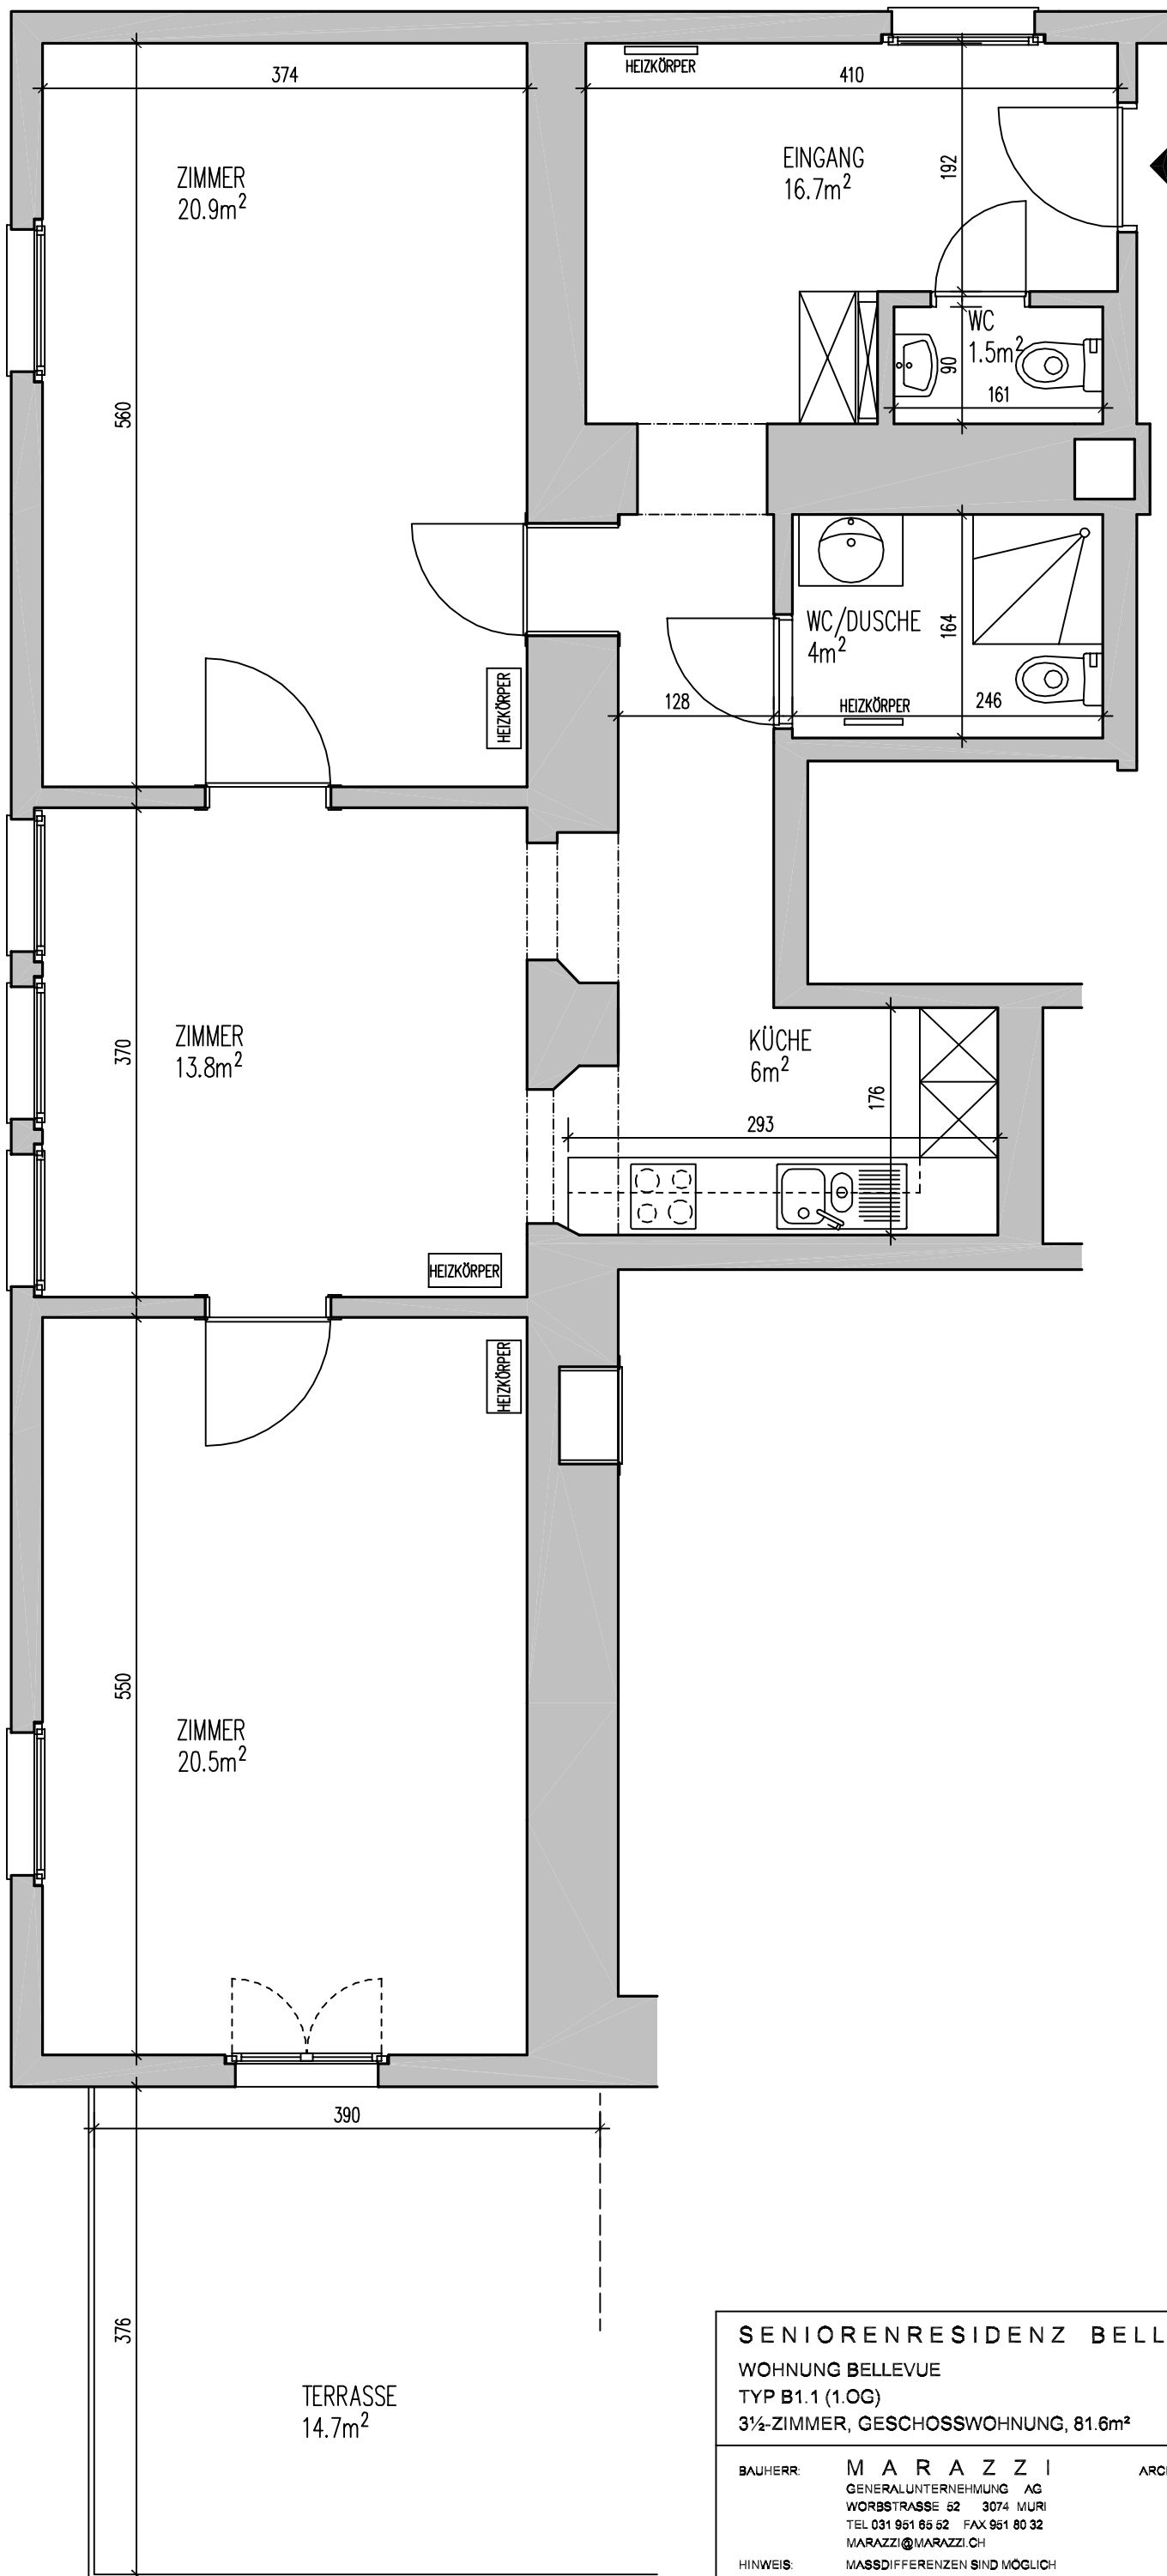 374
HEIZKÖRPER
410
ZIMMER
20.9m²
EINGANG
16.7m²
192
WC
1.5m²
90
161
560
WC/DUSCHE
4m²
164
HEIZKÖRPER
128
HEIZKÖRPER
246
ZIMMER
13.8m²
370
KÜCHE
6m²
176
293
HEIZKÖRPER
HEIZKÖRPER
550
ZIMMER
20.5m²
390
376
TERRASSE
14.7m²
SENIORENRESIDENZ BELL
WOHNUNG BELLEVUE
TYP B1.1 (1.OG)
3½-ZIMMER, GESCHOSSWOHNUNG, 81.6m²
BAUHERR: MARAZZI ARC
GENERALUNTERNEHMUNG AG
WORBSTRASSE 52 3074 MURI
TEL 031 951 65 52 FAX 951 80 32
MARAZZI@MARAZZI.CH
HINWEIS: MASSDIFFERENZEN SIND MÖGLICH